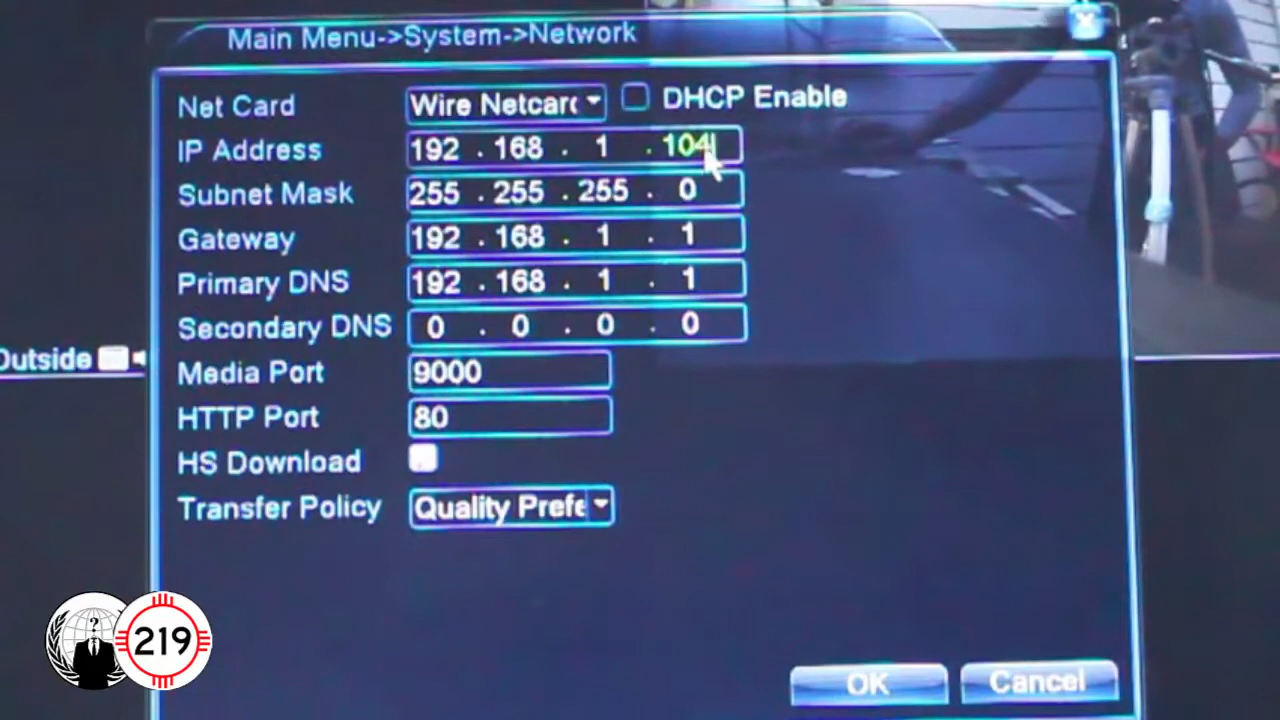 Main Menu->System->Network
Net Card Wire Netcard DHCP Enable
IP Address 192 . 168 . 1 . 104
Subnet Mask 255 . 255 . 255 . 0
Gateway 192 . 168 . 1 . 1
Primary DNS 192 . 168 . 1 . 1
Secondary DNS 0 . 0 . 0 . 0
Outside
Media Port 9000
HTTP Port 80
HS Download
Transfer Policy Quality Prefe
?
219
OK Cancel